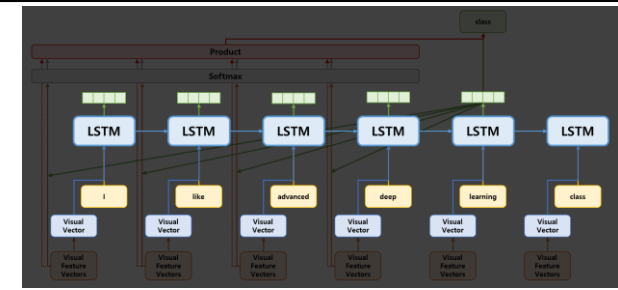 class
Product
Softmax
LSTM LSTM LSTM LSTM LSTM LSTM
I like advanced deep learning class
Visual Visual Visual Visual Visual Visual
Vector Vector Vector Vector Vector Vector
Visual Visual Visual Visual Visual Visual
Feature Feature Feature Feature Feature Feature
Vectors Vectors Vectors Vectors Vectors Vectors